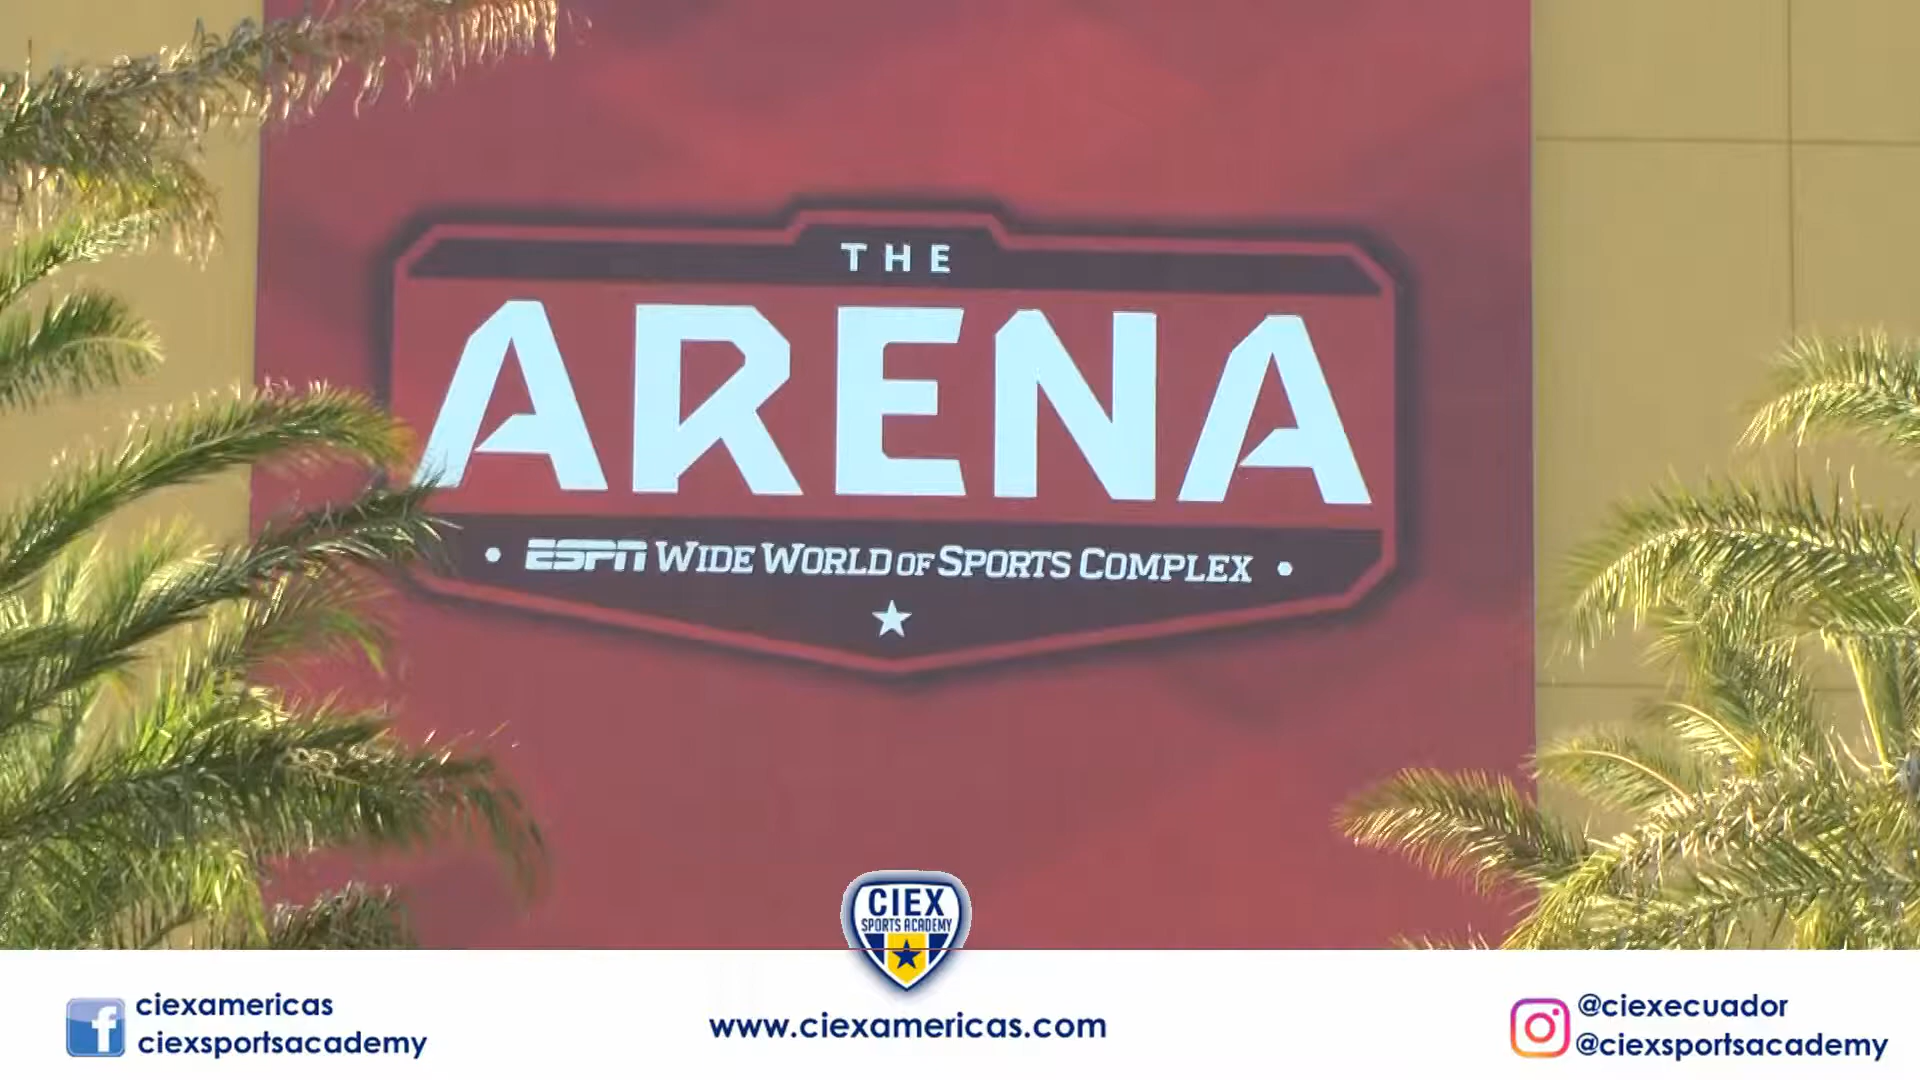 THE
ARENA
ESPN WIDE WORLD OF SPORTS COMPLEX
CIEX
SPORTS ACADEMY
ciexamericas
ciexsportsacademy
www.ciexamericas.com
@ciexecuador
@ciexsportsacademy